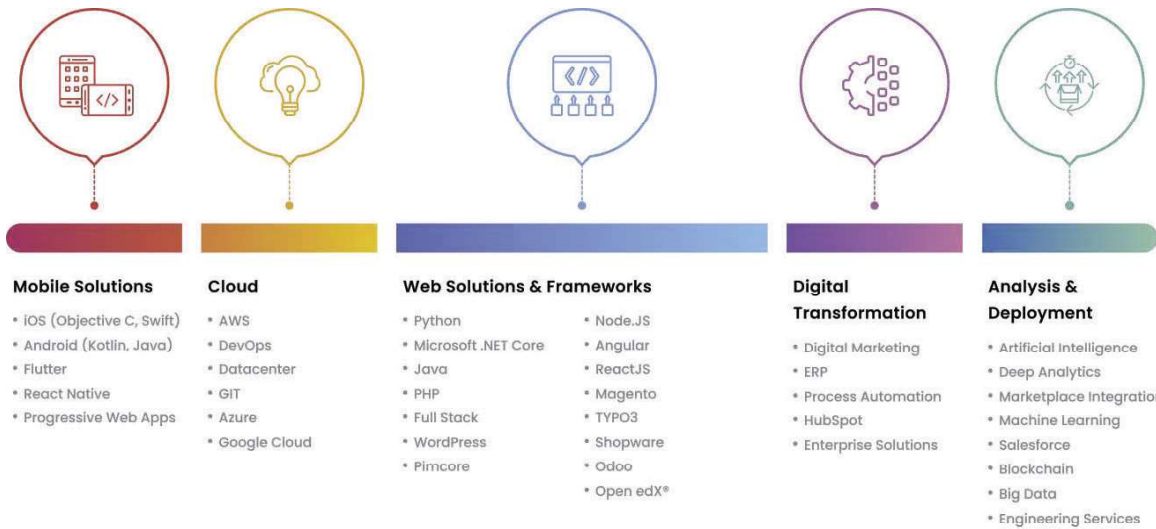 </>
</>
Mobile Solutions
• iOS (Objective C, Swift)
• Android (Kotlin, Java)
• Flutter
• React Native
• Progressive Web Apps
Cloud
• AWS
• DevOps
• Datacenter
• GIT
• Azure
• Google Cloud
Web Solutions & Frameworks
• Python
• Microsoft .NET Core
• Java
• PHP
• Full Stack
• WordPress
• Pimcore
• Node.JS
• Angular
• ReactJS
• Magento
• TYPO3
• Shopware
• Odoo
• Open edX®
Digital
Transformation
• Digital Marketing
• ERP
• Process Automation
• HubSpot
• Enterprise Solutions
Analysis &
Deployment
• Artificial Intelligence
• Deep Analytics
• Marketplace Integratio
• Machine Learning
• Salesforce
• Blockchain
• Big Data
• Engineering Services